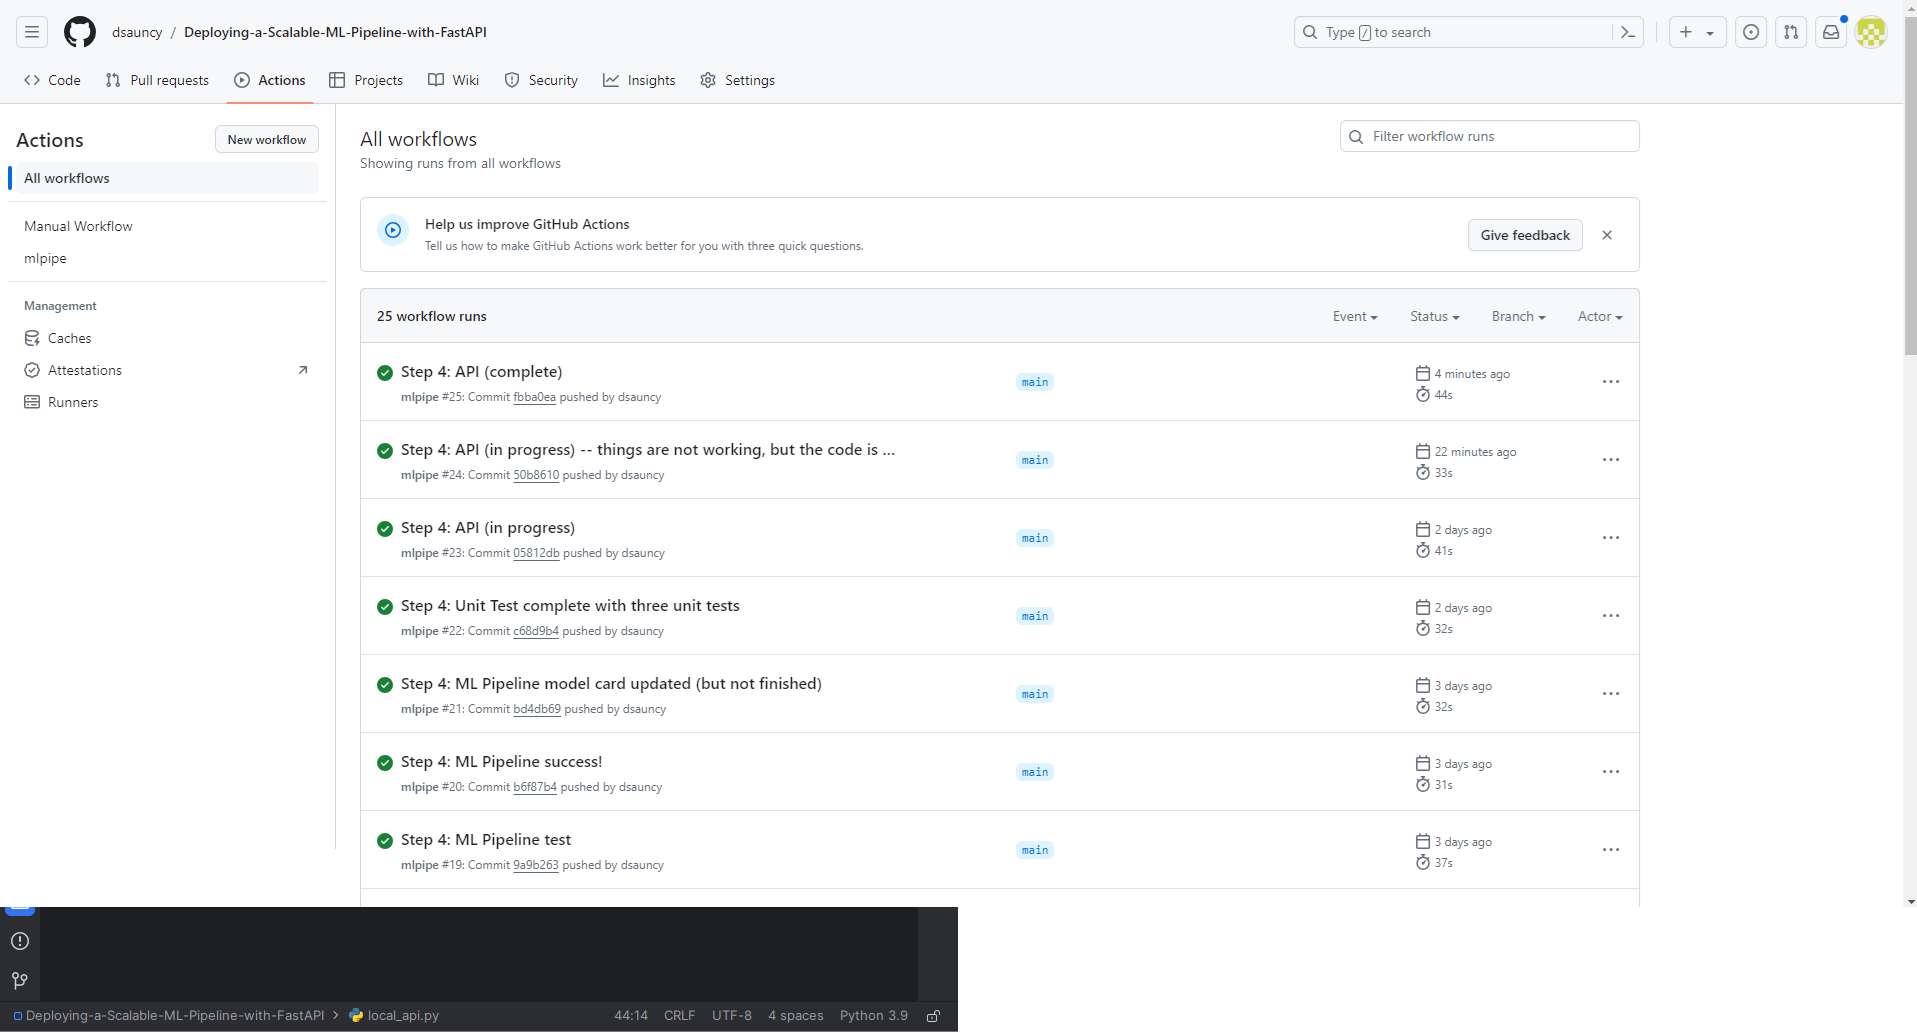 dsauncy / Deploying-a-Scalable-ML-Pipeline-with-FastAPI
Type / to search
Code Pull requests Actions Projects Wiki Security Insights Settings
Actions
New workflow
All workflows
Manual Workflow
mlpipe
Management
Caches
Attestations
Runners
All workflows
Showing runs from all workflows
Filter workflow runs
Help us improve GitHub Actions
Tell us how to make GitHub Actions work better for you with three quick questions.
Give feedback
25 workflow runs
Event Status Branch Actor
Step 4: API (complete)
mlpipe #25: Commit fbba0ea pushed by dsauncy
main
4 minutes ago
44s
Step 4: API (in progress) -- things are not working, but the code is ...
mlpipe #24: Commit 50b8610 pushed by dsauncy
main
22 minutes ago
33s
Step 4: API (in progress)
mlpipe #23: Commit 05812db pushed by dsauncy
main
2 days ago
41s
Step 4: Unit Test complete with three unit tests
mlpipe #22: Commit c68d9b4 pushed by dsauncy
main
2 days ago
32s
Step 4: ML Pipeline model card updated (but not finished)
mlpipe #21: Commit bd4db69 pushed by dsauncy
main
3 days ago
32s
Step 4: ML Pipeline success!
mlpipe #20: Commit b6f87b4 pushed by dsauncy
main
3 days ago
31s
Step 4: ML Pipeline test
mlpipe #19: Commit 9a9b263 pushed by dsauncy
main
3 days ago
37s
Deploying-a-Scalable-ML-Pipeline-with-FastAPI > local_api.py
44:14 CRLF UTF-8 4 spaces Python 3.9